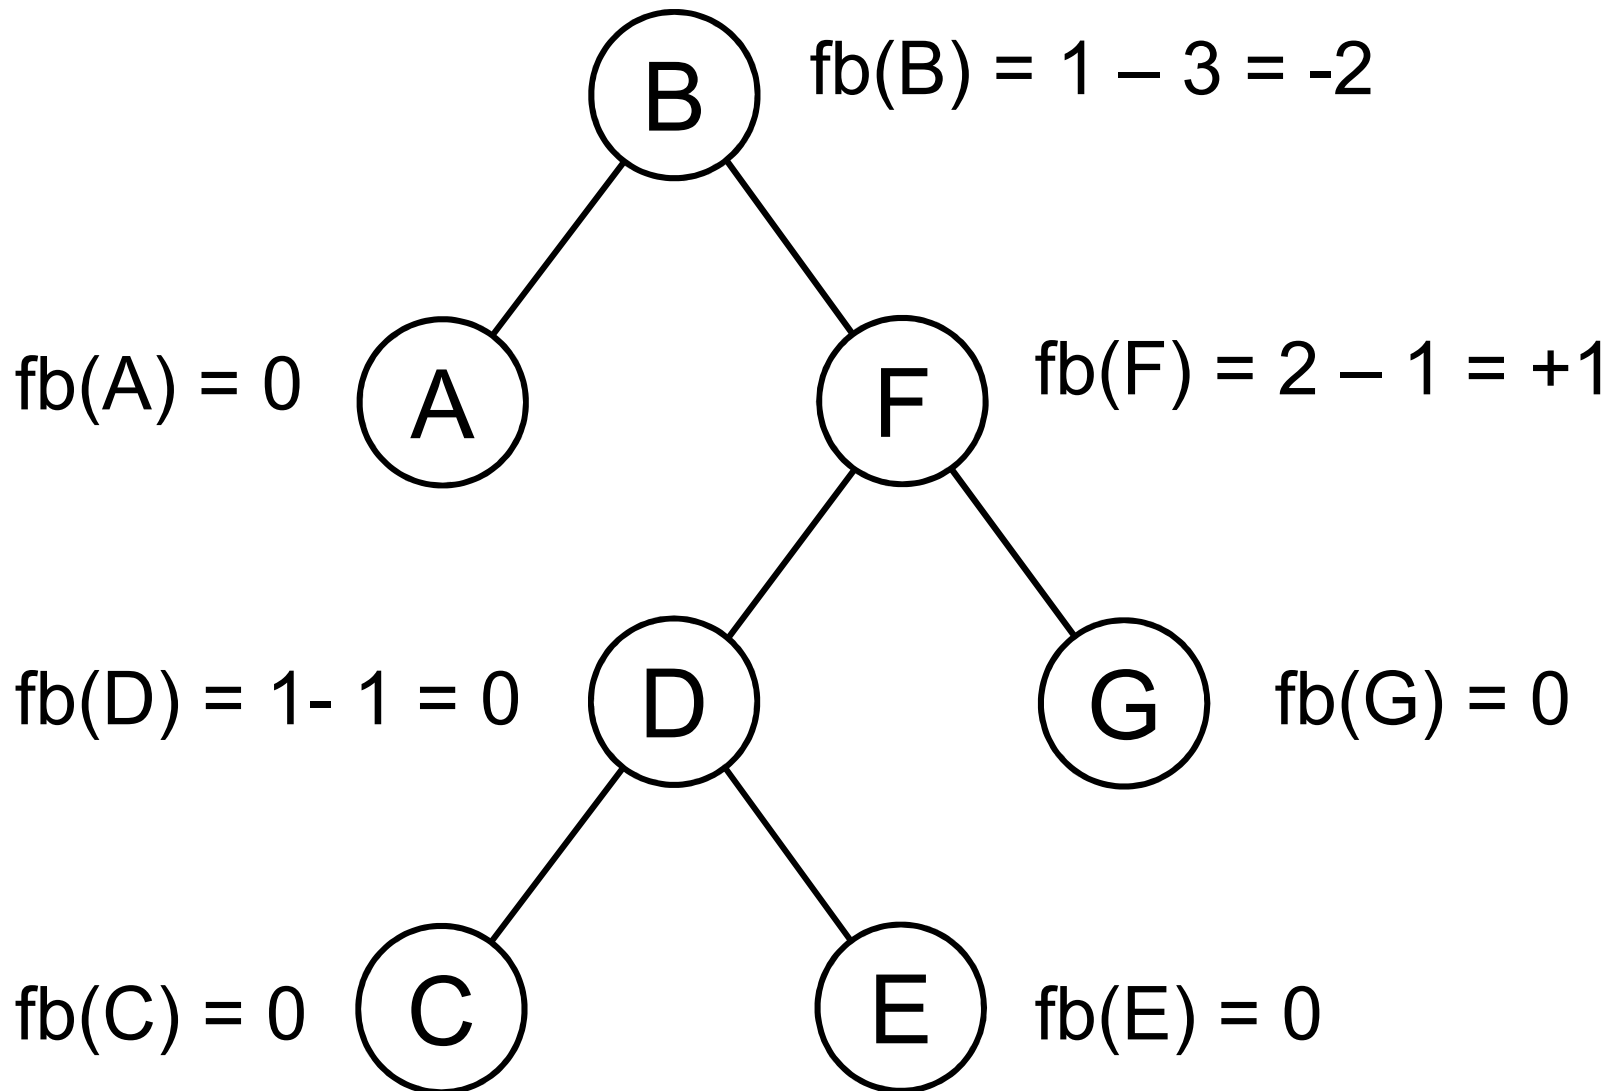 B
fb(B) = 1 – 3 = -2
fb(A) = 0
A
F
fb(F) = 2 – 1 = +1
fb(D) = 1- 1 = 0
D
G
fb(G) = 0
fb(C) = 0
C
E
fb(E) = 0